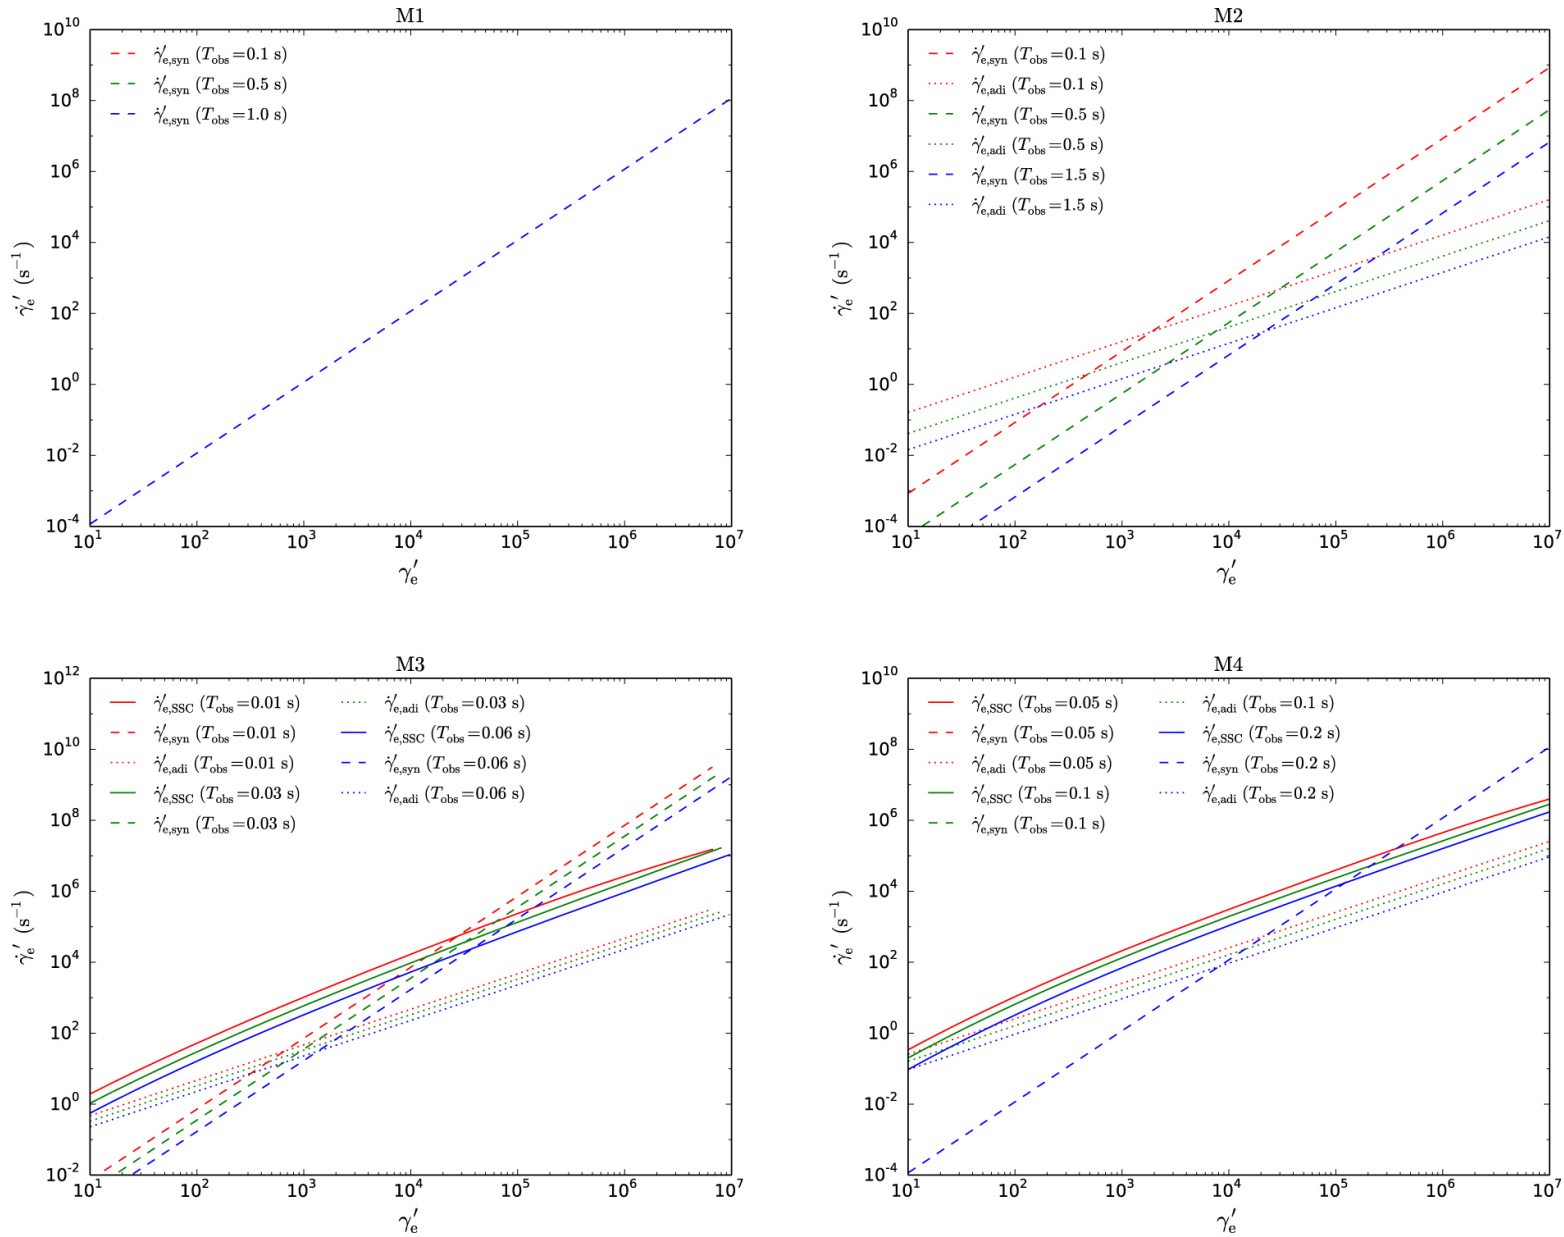 M1
γ̇′e,syn (Tobs=0.1 s)
γ̇′e,syn (Tobs=0.5 s)
γ̇′e,syn (Tobs=1.0 s)
10^10
10^8
10^6
10^4
10^2
10^0
10^-2
10^-4
γ̇e′ (s^-1)
10^1 10^2 10^3 10^4 10^5 10^6 10^7
γ′e
M2
γ̇′e,syn (Tobs=0.1 s)
γ̇′e,adi (Tobs=0.1 s)
γ̇′e,syn (Tobs=0.5 s)
γ̇′e,adi (Tobs=0.5 s)
γ̇′e,syn (Tobs=1.5 s)
γ̇′e,adi (Tobs=1.5 s)
10^10
10^8
10^6
10^4
10^2
10^0
10^-2
10^-4
γ̇e′ (s^-1)
10^1 10^2 10^3 10^4 10^5 10^6 10^7
γ′e
M3
γ̇′e,SSC (Tobs=0.01 s)
γ̇′e,syn (Tobs=0.01 s)
γ̇′e,adi (Tobs=0.01 s)
γ̇′e,SSC (Tobs=0.03 s)
γ̇′e,syn (Tobs=0.03 s)
γ̇′e,adi (Tobs=0.03 s)
γ̇′e,SSC (Tobs=0.06 s)
γ̇′e,syn (Tobs=0.06 s)
γ̇′e,adi (Tobs=0.06 s)
10^12
10^10
10^8
10^6
10^4
10^2
10^0
10^-2
γ̇e′ (s^-1)
10^1 10^2 10^3 10^4 10^5 10^6 10^7
γ′e
M4
γ̇′e,SSC (Tobs=0.05 s)
γ̇′e,syn (Tobs=0.05 s)
γ̇′e,adi (Tobs=0.05 s)
γ̇′e,SSC (Tobs=0.1 s)
γ̇′e,syn (Tobs=0.1 s)
γ̇′e,adi (Tobs=0.1 s)
γ̇′e,SSC (Tobs=0.2 s)
γ̇′e,syn (Tobs=0.2 s)
γ̇′e,adi (Tobs=0.2 s)
10^10
10^8
10^6
10^4
10^2
10^0
10^-2
10^-4
γ̇e′ (s^-1)
10^1 10^2 10^3 10^4 10^5 10^6 10^7
γ′e